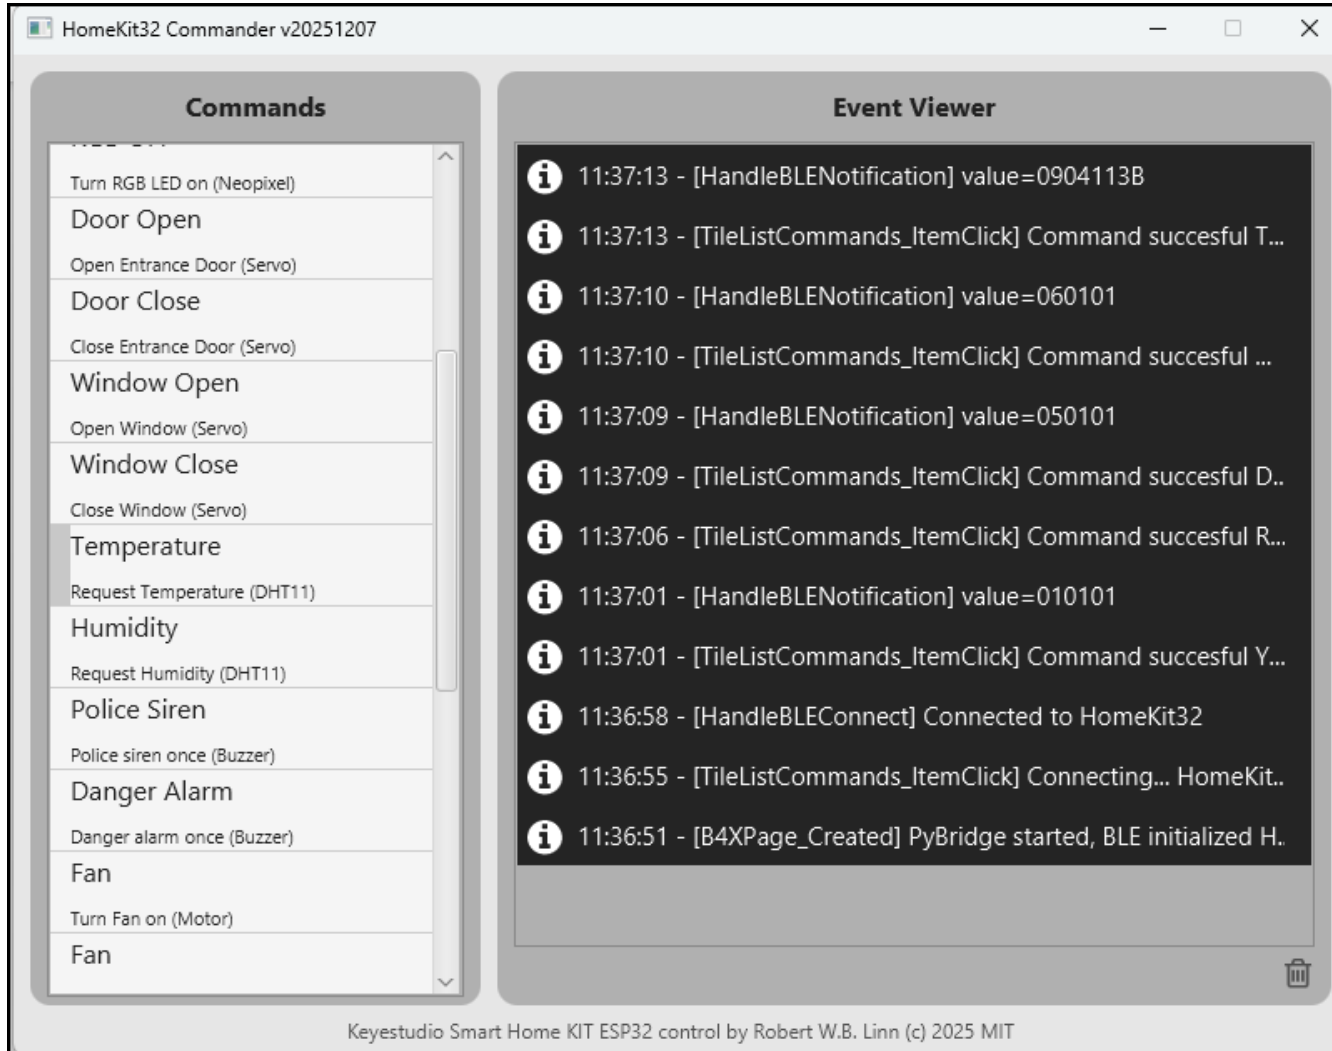 HomeKit32 Commander v20251207
Commands
Turn RGB LED on (Neopixel)
Door Open
Open Entrance Door (Servo)
Door Close
Close Entrance Door (Servo)
Window Open
Open Window (Servo)
Window Close
Close Window (Servo)
Temperature
Request Temperature (DHT11)
Humidity
Request Humidity (DHT11)
Police Siren
Police siren once (Buzzer)
Danger Alarm
Danger alarm once (Buzzer)
Fan
Turn Fan on (Motor)
Fan
Event Viewer
11:37:13 - [HandleBLENotification] value=0904113B
11:37:13 - [TileListCommands_ItemClick] Command succesful T...
11:37:10 - [HandleBLENotification] value=060101
11:37:10 - [TileListCommands_ItemClick] Command succesful ...
11:37:09 - [HandleBLENotification] value=050101
11:37:09 - [TileListCommands_ItemClick] Command succesful D..
11:37:06 - [TileListCommands_ItemClick] Command succesful R...
11:37:01 - [HandleBLENotification] value=010101
11:37:01 - [TileListCommands_ItemClick] Command succesful Y...
11:36:58 - [HandleBLEConnect] Connected to HomeKit32
11:36:55 - [TileListCommands_ItemClick] Connecting... HomeKit..
11:36:51 - [B4XPage_Created] PyBridge started, BLE initialized H..
Keyestudio Smart Home KIT ESP32 control by Robert W.B. Linn (c) 2025 MIT